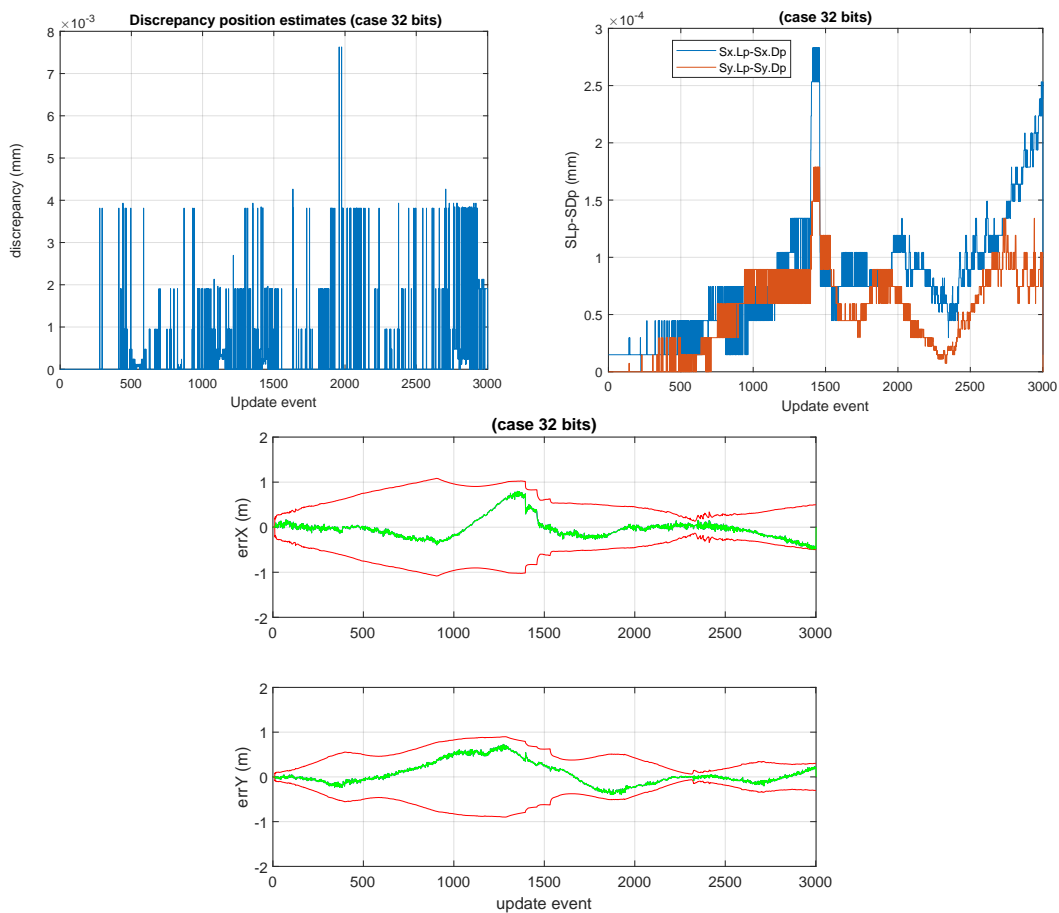 Discrepancy position estimates (case 32 bits)
×10⁻³
8
7
6
5
4
3
2
1
0
discrepancy (mm)
0 500 1000 1500 2000 2500 3000
Update event
(case 32 bits)
×10⁻⁴
3
2.5
2
1.5
1
0.5
0
SLp-SDp (mm)
Sx.Lp-Sx.Dp
Sy.Lp-Sy.Dp
0 500 1000 1500 2000 2500 3000
Update event
(case 32 bits)
2
1
0
-1
-2
errX (m)
0 500 1000 1500 2000 2500 3000
2
1
0
-1
-2
errY (m)
0 500 1000 1500 2000 2500 3000
update event